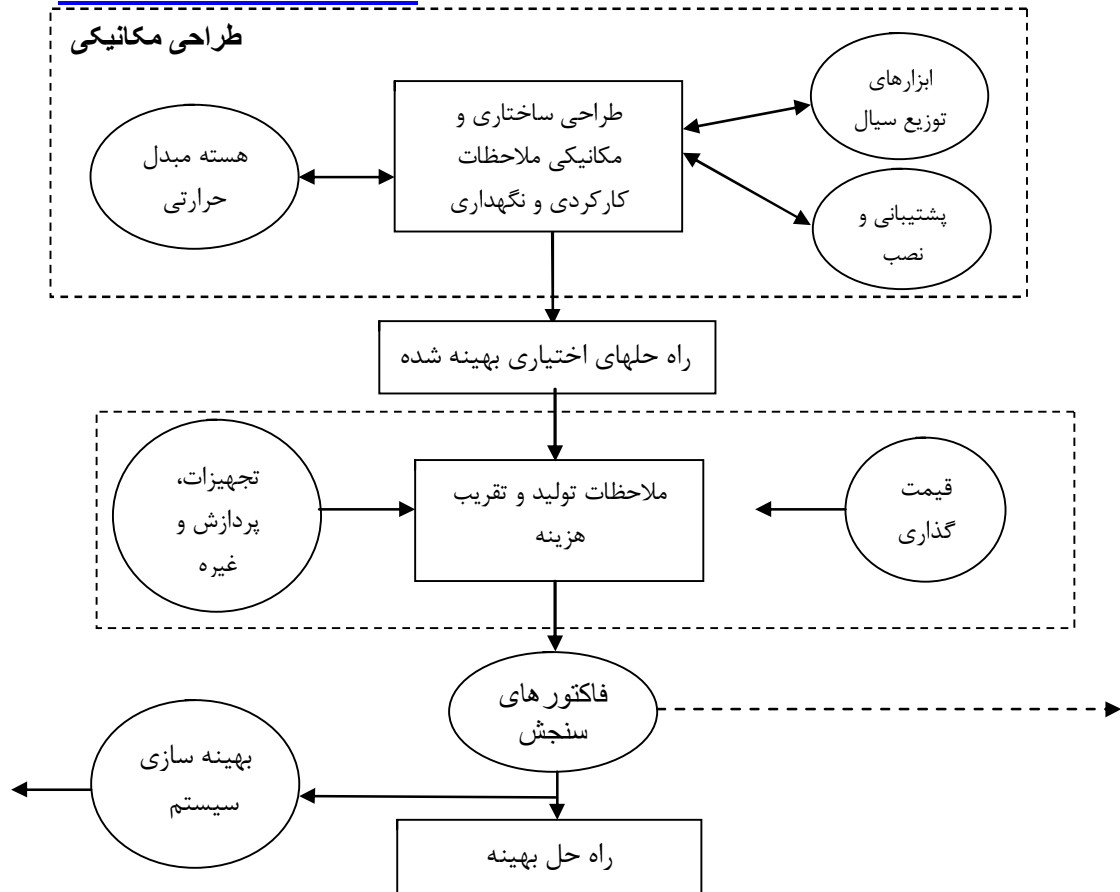 طراحی مکانیکی
ابزارهای
توزیع سیال
طراحی ساختاری و
مکانیکی ملاحظات
کارکردی و نگهداری
هسته مبدل
حرارتی
پشتیبانی و
نصب
راه حلهای اختیاری بهینه شده
قیمت
گذاری
ملاحظات تولید و تقریب
هزینه
تجهیزات،
پردازش و
غیره
فاکتور های
سنجش
بهینه سازی
سیستم
راه حل بهینه